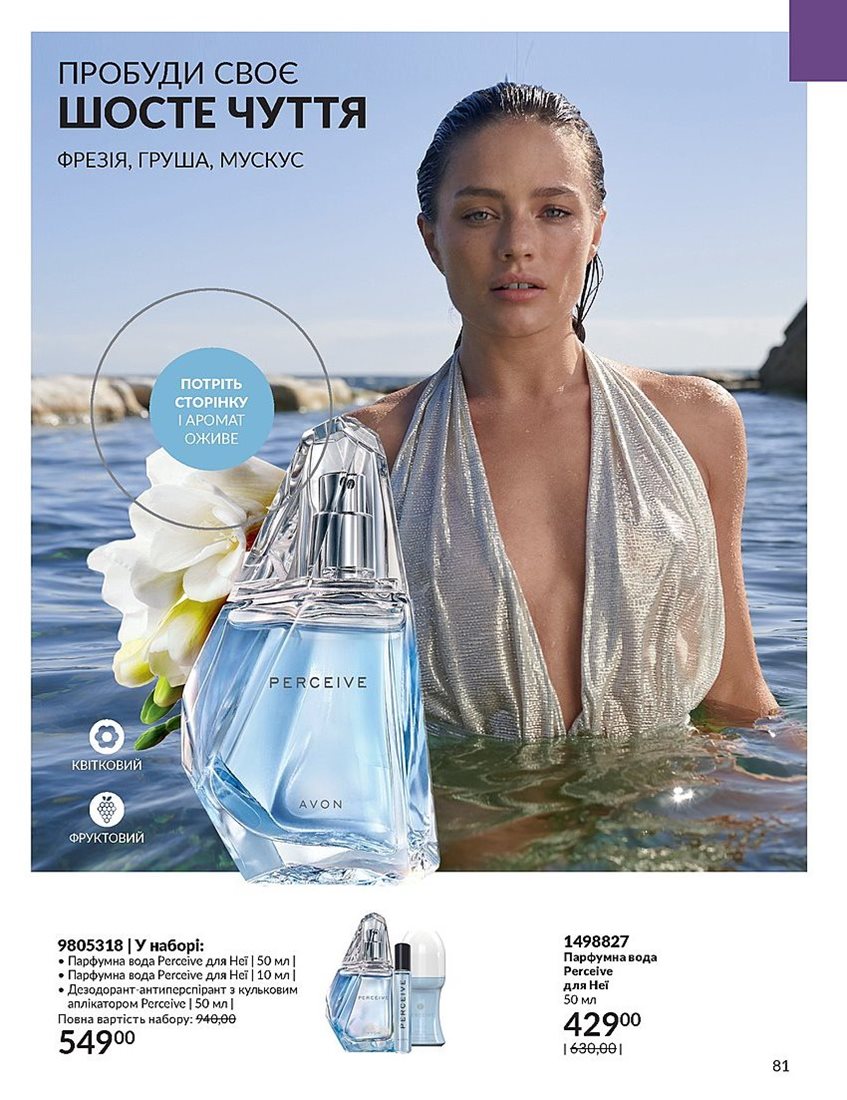 ПРОБУДИ СВОЄ
ШОСТЕ ЧУТТЯ
ФРЕЗІЯ, ГРУША, МУСКУС
ПОТРІТЬ
СТОРІНКУ
І АРОМАТ
ОЖИВЕ
PERCEIVE
AVON
КВІТКОВИЙ
ФРУКТОВИЙ
9805318 | У наборі:
• Парфумна вода Perceive для Неї | 50 мл |
• Парфумна вода Perceive для Неї | 10 мл |
• Дезодорант-антиперспірант з кульковим
аплікатором Perceive | 50 мл |
Повна вартість набору: 940,00
549⁰⁰
PERCEIVE
PERCEIVE
1498827
Парфумна вода
Perceive
для Неї
50 мл
429⁰⁰
| 630,00 |
81